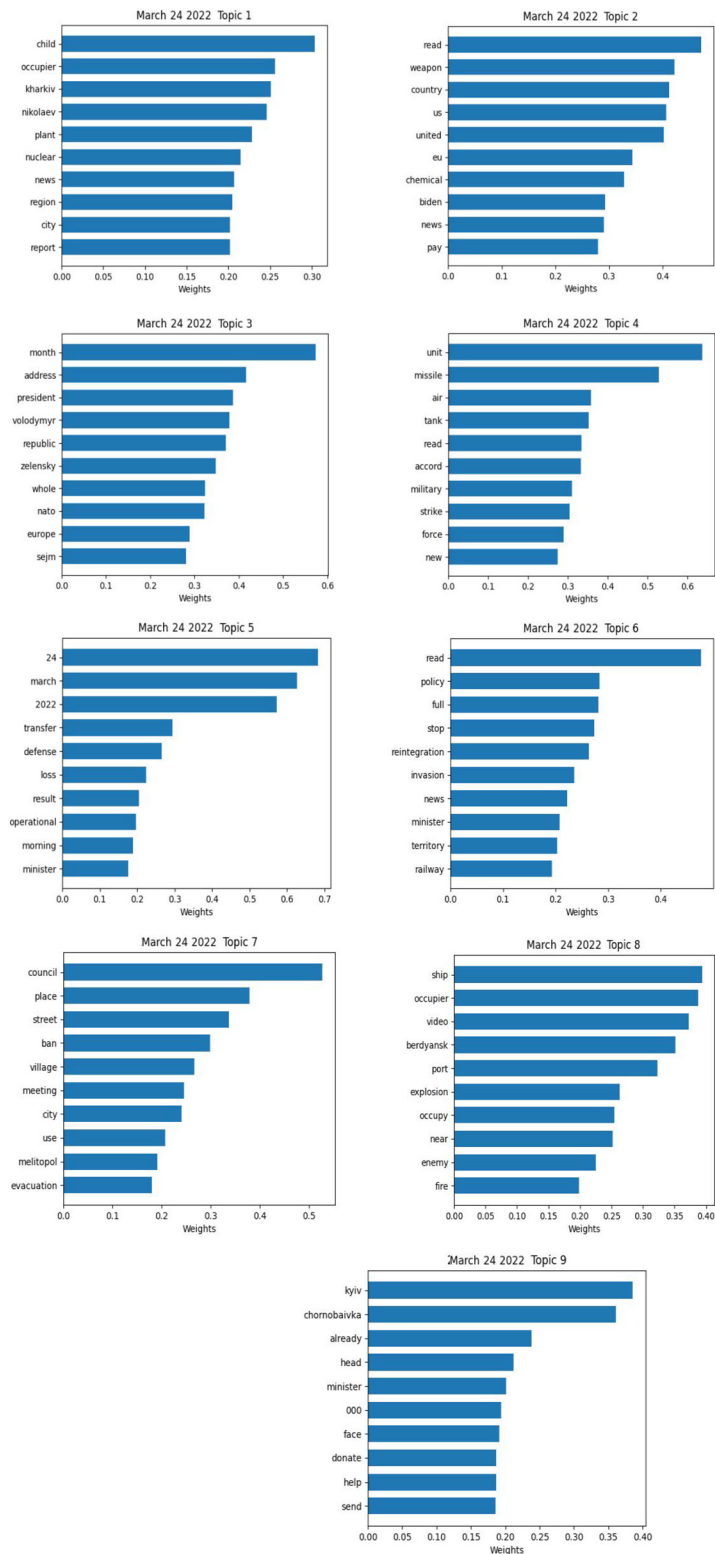 March 24 2022 Topic 1
child
occupier
kharkiv
nikolaev
plant
nuclear
news
region
city
report
0.00 0.05 0.10 0.15 0.20 0.25 0.30
Weights
March 24 2022 Topic 2
read
weapon
country
us
united
eu
chemical
biden
news
pay
0.0 0.1 0.2 0.3 0.4
Weights
March 24 2022 Topic 3
month
address
president
volodymyr
republic
zelensky
whole
nato
europe
sejm
0.0 0.1 0.2 0.3 0.4 0.5 0.6
Weights
March 24 2022 Topic 4
unit
missile
air
tank
read
accord
military
strike
force
new
0.0 0.1 0.2 0.3 0.4 0.5 0.6
Weights
March 24 2022 Topic 5
24
march
2022
transfer
defense
loss
result
operational
morning
minister
0.0 0.1 0.2 0.3 0.4 0.5 0.6 0.7
Weights
March 24 2022 Topic 6
read
policy
full
stop
reintegration
invasion
news
minister
territory
railway
0.0 0.1 0.2 0.3 0.4
Weights
March 24 2022 Topic 7
council
place
street
ban
village
meeting
city
use
melitopol
evacuation
0.0 0.1 0.2 0.3 0.4 0.5
Weights
March 24 2022 Topic 8
ship
occupier
video
berdyansk
port
explosion
occupy
near
enemy
fire
0.00 0.05 0.10 0.15 0.20 0.25 0.30 0.35 0.40
Weights
2March 24 2022 Topic 9
kyiv
chornobaivka
already
head
minister
000
face
donate
help
send
0.00 0.05 0.10 0.15 0.20 0.25 0.30 0.35 0.40
Weights